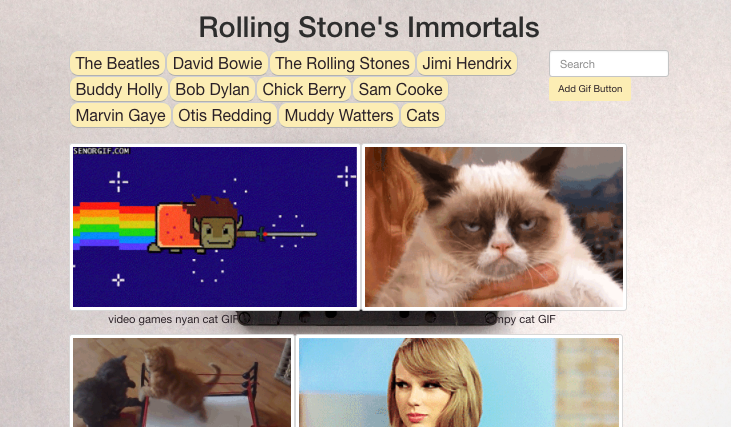 Rolling Stone's Immortals
The Beatles David Bowie The Rolling Stones Jimi Hendrix
Search
Buddy Holly Bob Dylan Chick Berry Sam Cooke
Add Gif Button
Marvin Gaye Otis Redding Muddy Watters Cats
SENORGIF.COM
video games nyan cat GIF
mpy cat GIF